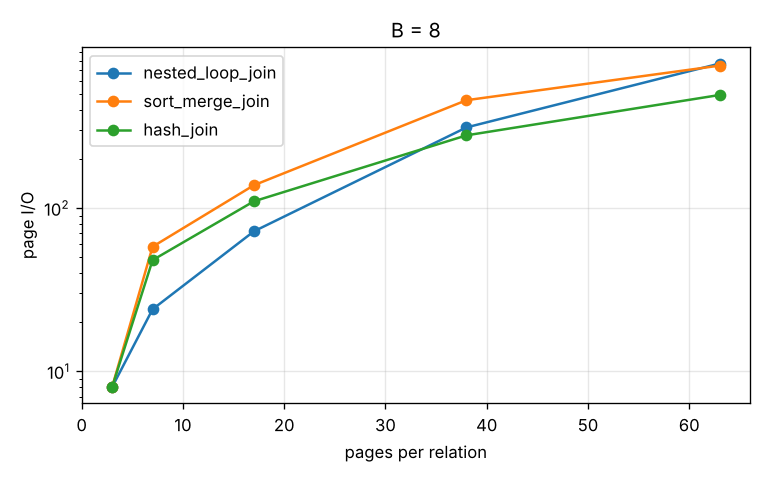 B = 8
nested_loop_join
sort_merge_join
hash_join
page I/O
10²
10¹
0 10 20 30 40 50 60
pages per relation